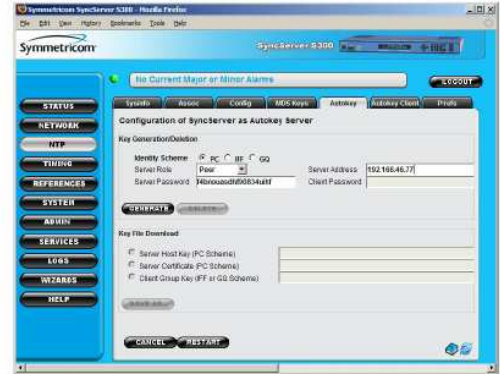 Symmetricom SyncServer S300 - Mozilla Firefox
File Edit View History Bookmarks Tools Help
Symmetricom
SyncServer S300
No Current Major or Minor Alarms
LOGOUT
STATUS
NETWORK
NTP
TIMING
REFERENCES
SYSTEM
ADMIN
SERVICES
LOGS
WIZARDS
HELP
SysInfo Assoc Config MD5 Keys Autokey Autokey Client Prefs
Configuration of SyncServer as Autokey Server
Key Generation/Deletion
Identity Scheme PC IFF GQ
Server Role Peer Server Address 192.168.46.77
Server Password Client Password
GENERATE DELETE
Key File Download
Server Host Key (PC Scheme)
Server Certificate (PC Scheme)
Client Group Key (IFF or GQ Scheme)
SAVE AS...
CANCEL RESTART